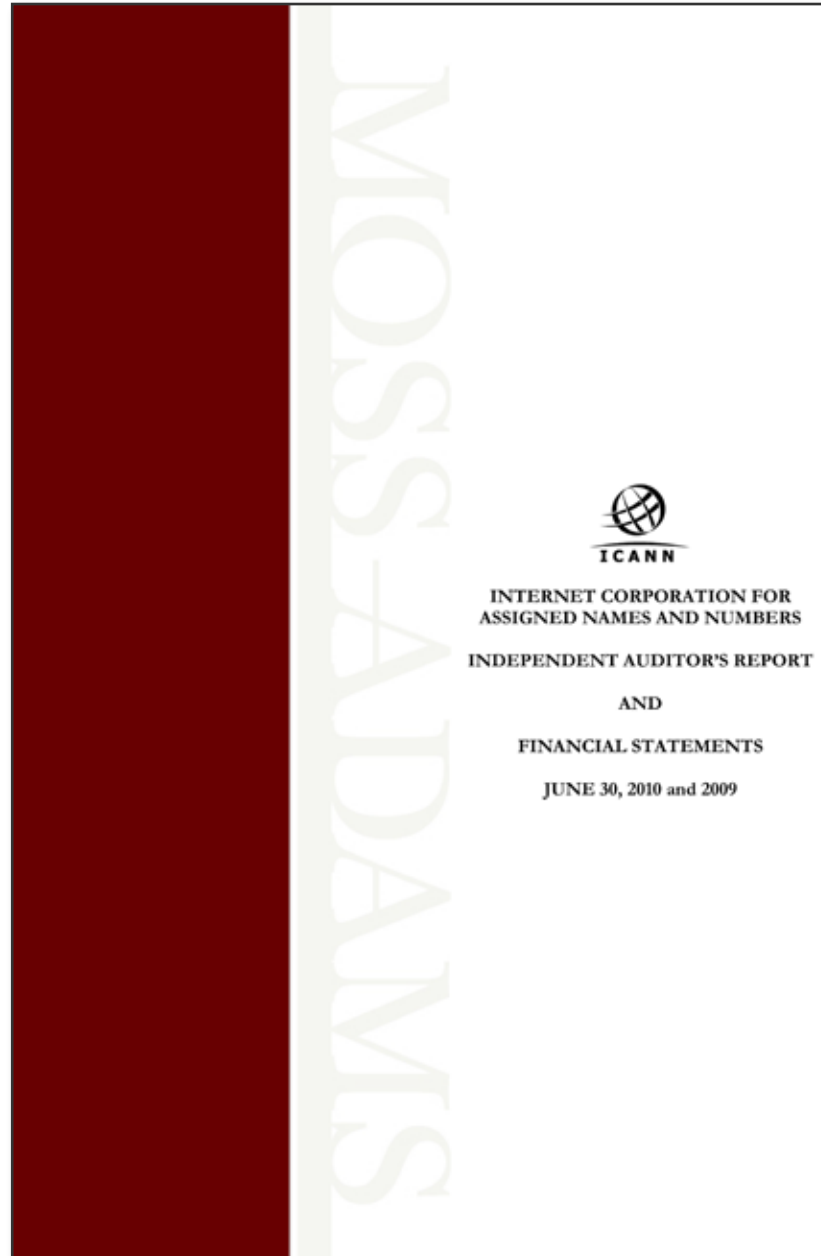 MOSS ADAMS
ICANN
INTERNET CORPORATION FOR
ASSIGNED NAMES AND NUMBERS
INDEPENDENT AUDITOR'S REPORT
AND
FINANCIAL STATEMENTS
JUNE 30, 2010 and 2009